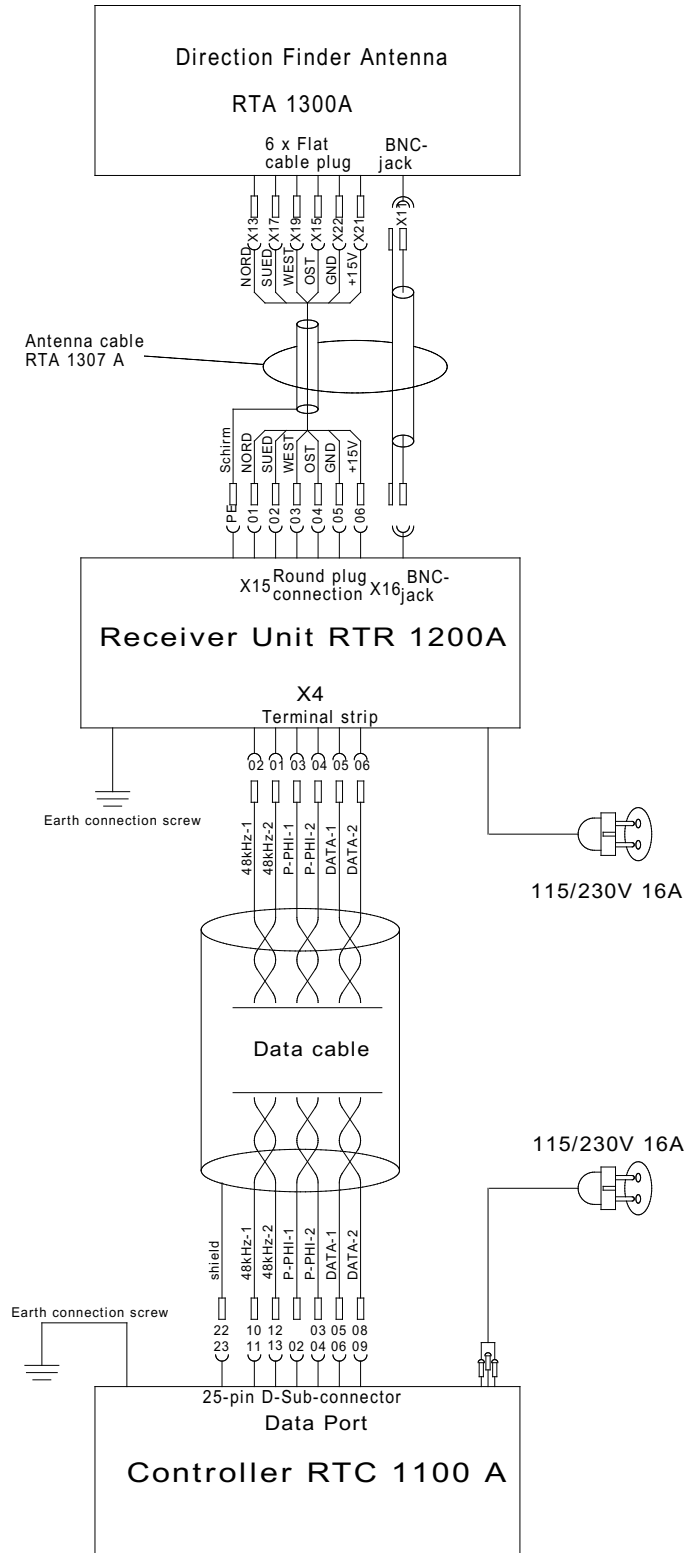 Direction Finder Antenna
RTA 1300A
6 x Flat
cable plug
BNC-
jack
X13
X17
X19
X15
X22
X21
X11
NORD
SUED
WEST
OST
GND
+15V
Antenna cable
RTA 1307 A
Schirm
NORD
SUED
WEST
OST
GND
+15V
PE
01
02
03
04
05
06
X15
Round plug
connection
X16
BNC-
jack
Receiver Unit RTR 1200A
X4
Terminal strip
02
01
03
04
05
06
Earth connection screw
48kHz-1
48kHz-2
P-PHI-1
P-PHI-2
DATA-1
DATA-2
115/230V 16A
Data cable
115/230V 16A
shield
48kHz-1
48kHz-2
P-PHI-1
P-PHI-2
DATA-1
DATA-2
Earth connection screw
22 10 12 03 05 08
23 11 13 02 04 06 09
25-pin D-Sub-connector
Data Port
Controller RTC 1100 A